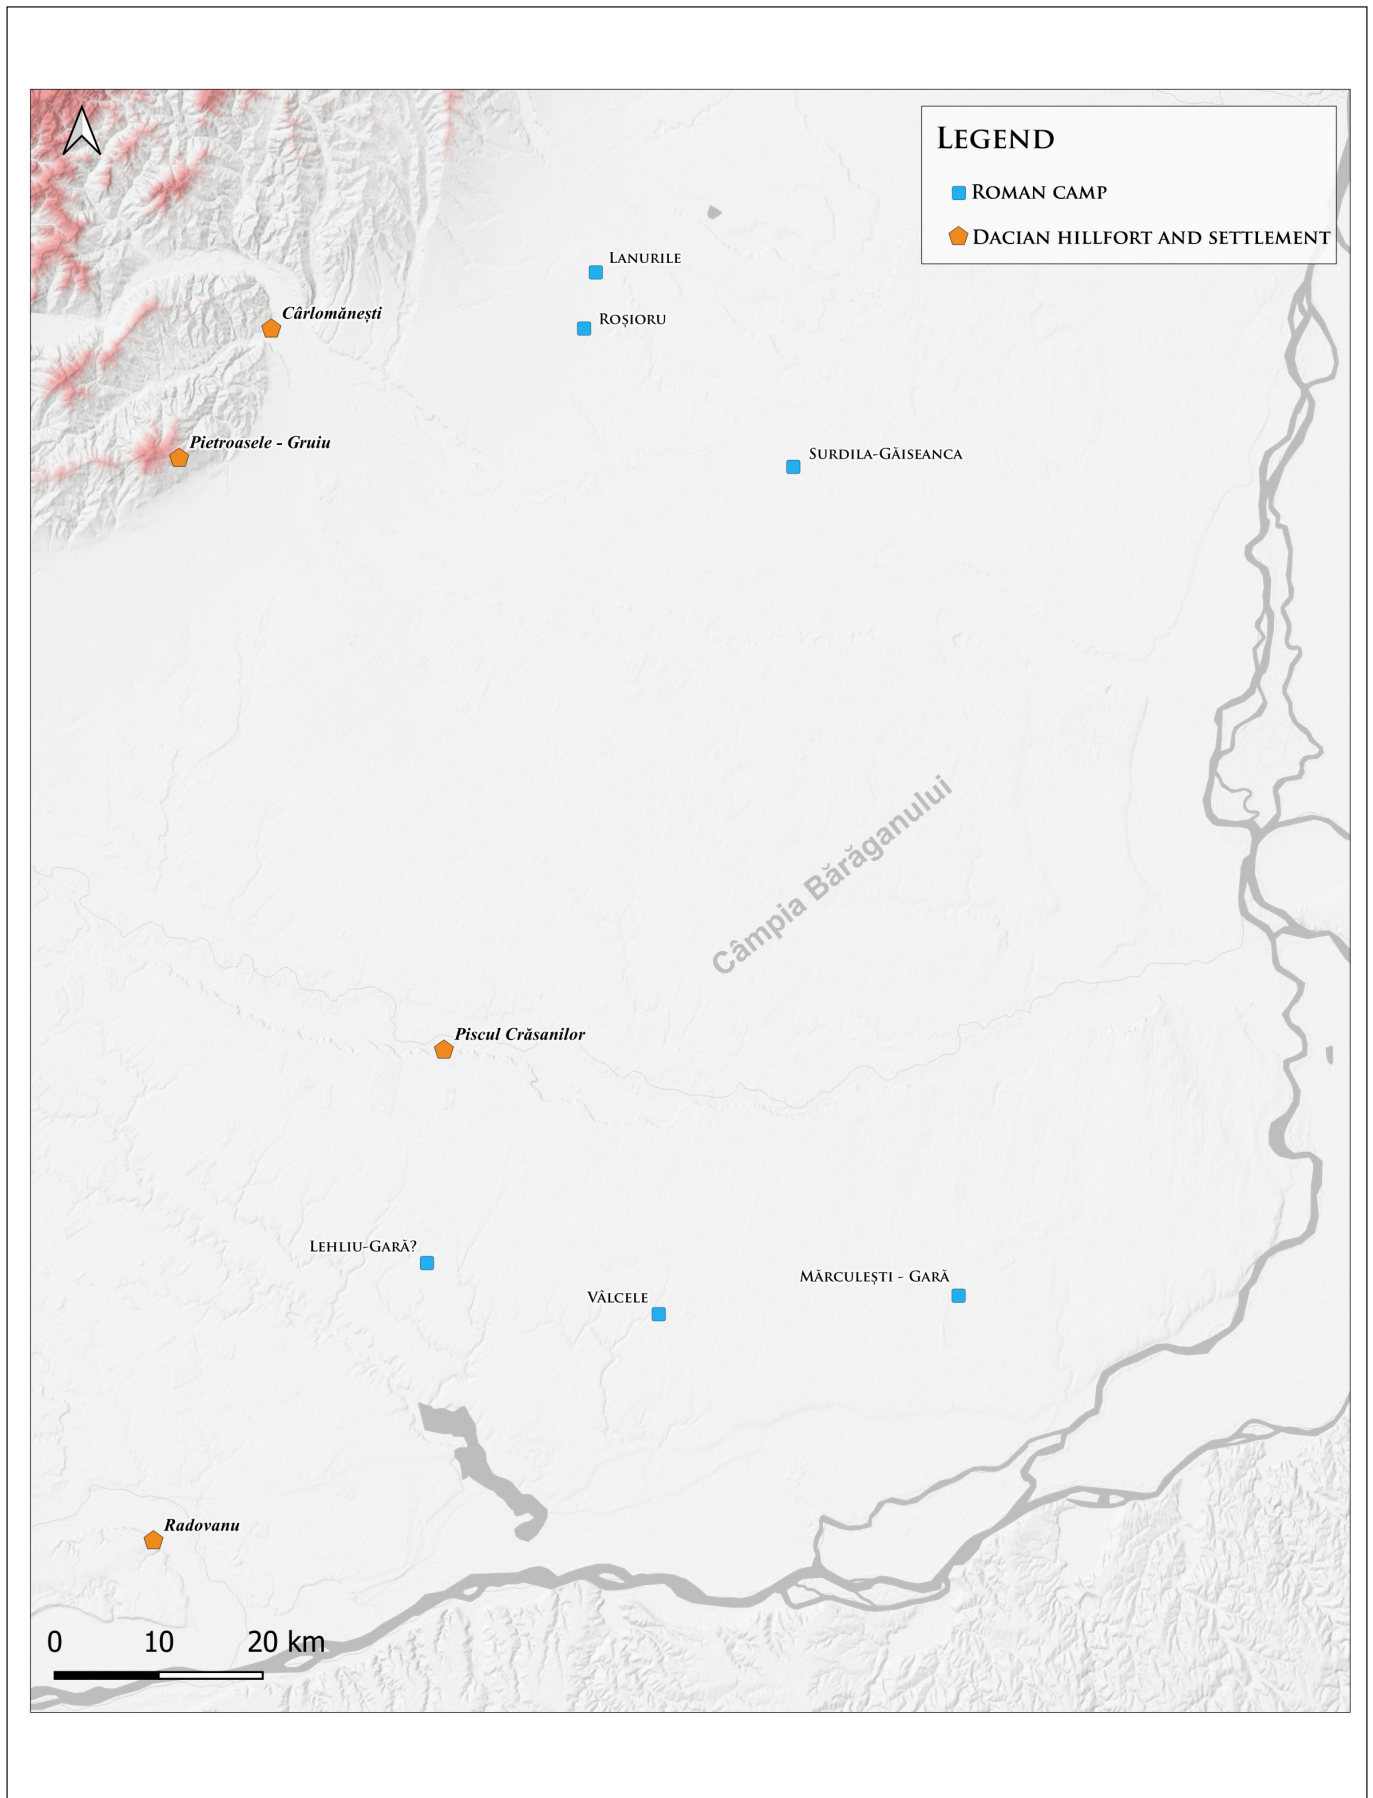 LEGEND
ROMAN CAMP
DACIAN HILLFORT AND SETTLEMENT
LANURILE
Cârlomănești
ROȘIORU
Pietroasele - Gruiu
SURDILA-GĂISEANCA
Câmpia Bărăganului
Piscul Crăsanilor
LEHLIU-GARĂ?
MĂRCULEȘTI - GARĂ
VÂLCELE
Radovanu
0 10 20 km